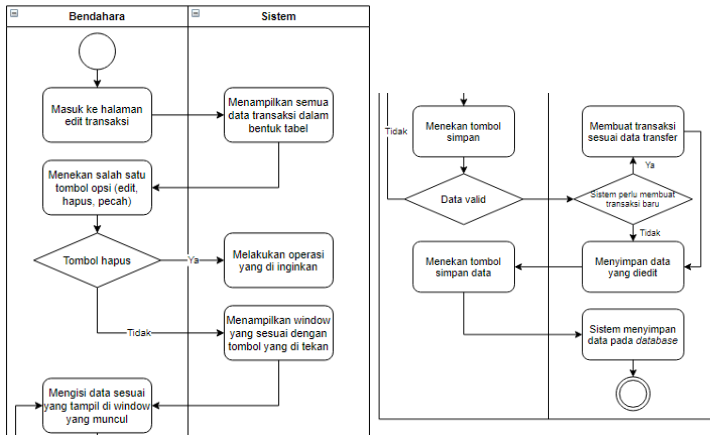 Bendahara
Sistem
Masuk ke halaman
edit transaksi
Menampilkan semua
data transaksi dalam
bentuk tabel
Menekan salah satu
tombol opsi (edit,
hapus, pecah)
Tombol hapus
Ya
Melakukan operasi
yang di inginkan
Tidak
Menampilkan window
yang sesuai dengan
tombol yang di tekan
Mengisi data sesuai
yang tampil di window
yang muncul
Tidak
Menekan tombol
simpan
Membuat transaksi
sesuai data transfer
Ya
Data valid
Sistem perlu membuat
transaksi baru
Tidak
Menekan tombol
simpan data
Menyimpan data
yang diedit
Sistem menyimpan
data pada database